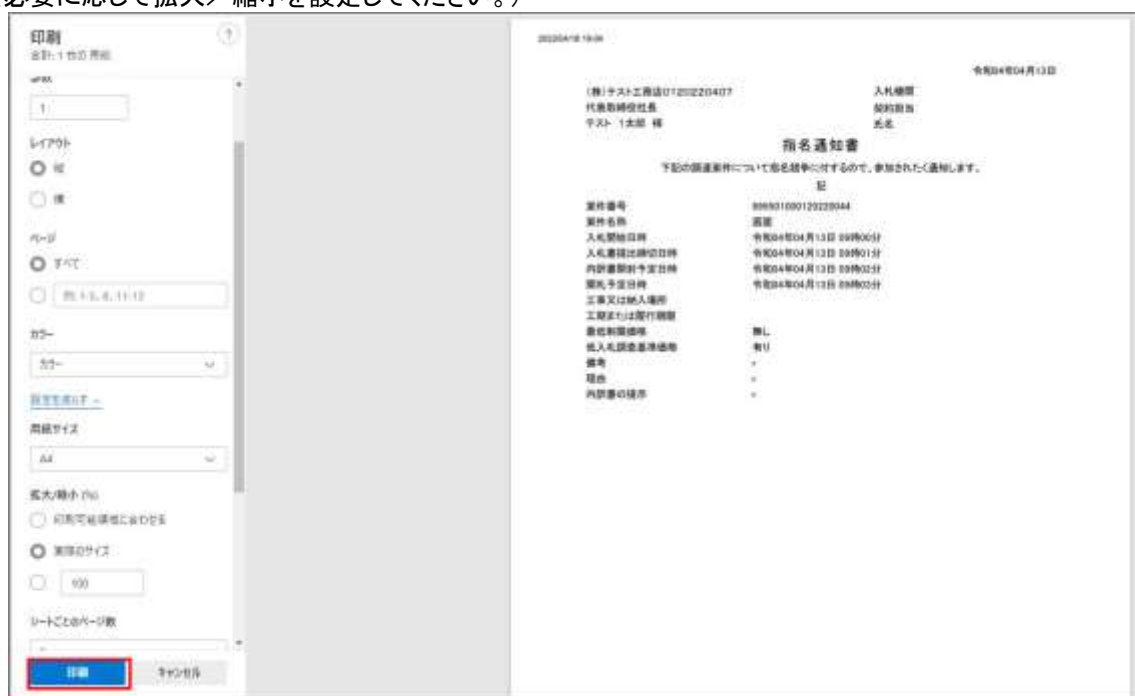 必要に応じて拡大／縮小を設定してください。）
印刷
?
合計: 1 枚の用紙
部数
1
レイアウト
縦
横
ページ
すべて
例: 1-5, 8, 11-13
カラー
カラー
設定を減らす
用紙サイズ
A4
拡大/縮小 (%)
印刷可能領域に合わせる
実際のサイズ
100
シートごとのページ数
印刷
キャンセル
令和04年04月13日
(株)テスト工務店0120220407
入札機関
代表取締役社長
契約担当
テスト 1太郎 様
氏名
指名通知書
下記の調達案件について指名競争に付するので、参加されたく通知します。
記
案件番号
案件名称
入札開始日時
令和04年04月13日 09時00分
入札書提出締切日時
令和04年04月13日 09時01分
内訳書開封予定日時
令和04年04月13日 09時02分
開札予定日時
令和04年04月13日 09時03分
工事又は納入場所
工期または履行期限
最低制限価格
無し
低入札調査基準価格
有り
備考
-
理由
-
内訳書の提示
-